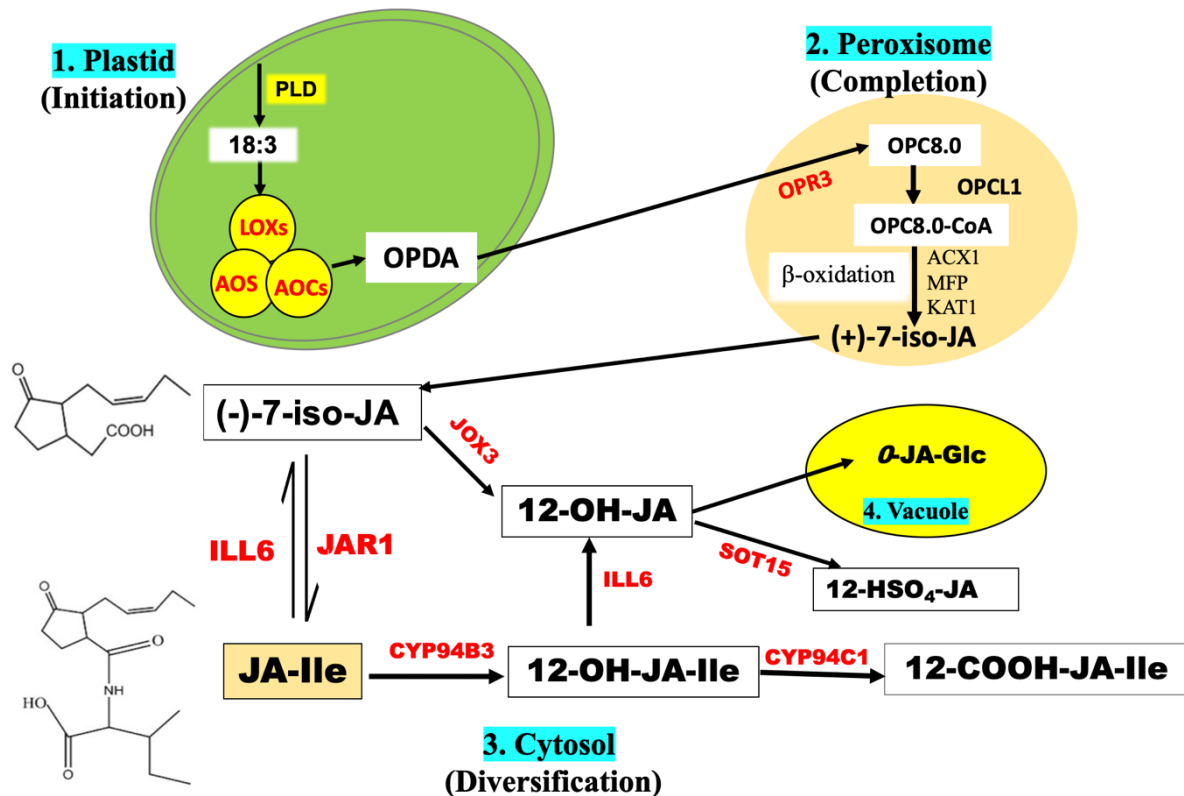 1. Plastid
(Initiation)
PLD
18:3
LOXs
AOS
AOCs
OPDA
2. Peroxisome
(Completion)
OPR3
OPC8.0
OPCL1
OPC8.0-CoA
β-oxidation
ACX1
MFP
KAT1
(+)-7-iso-JA
O
COOH
(-)-7-iso-JA
JOX3
12-OH-JA
O-JA-Glc
4. Vacuole
SOT15
12-HSO₄-JA
ILL6
JAR1
ILL6
O
O
NH
HO
O
JA-Ile
CYP94B3
12-OH-JA-Ile
CYP94C1
12-COOH-JA-Ile
3. Cytosol
(Diversification)